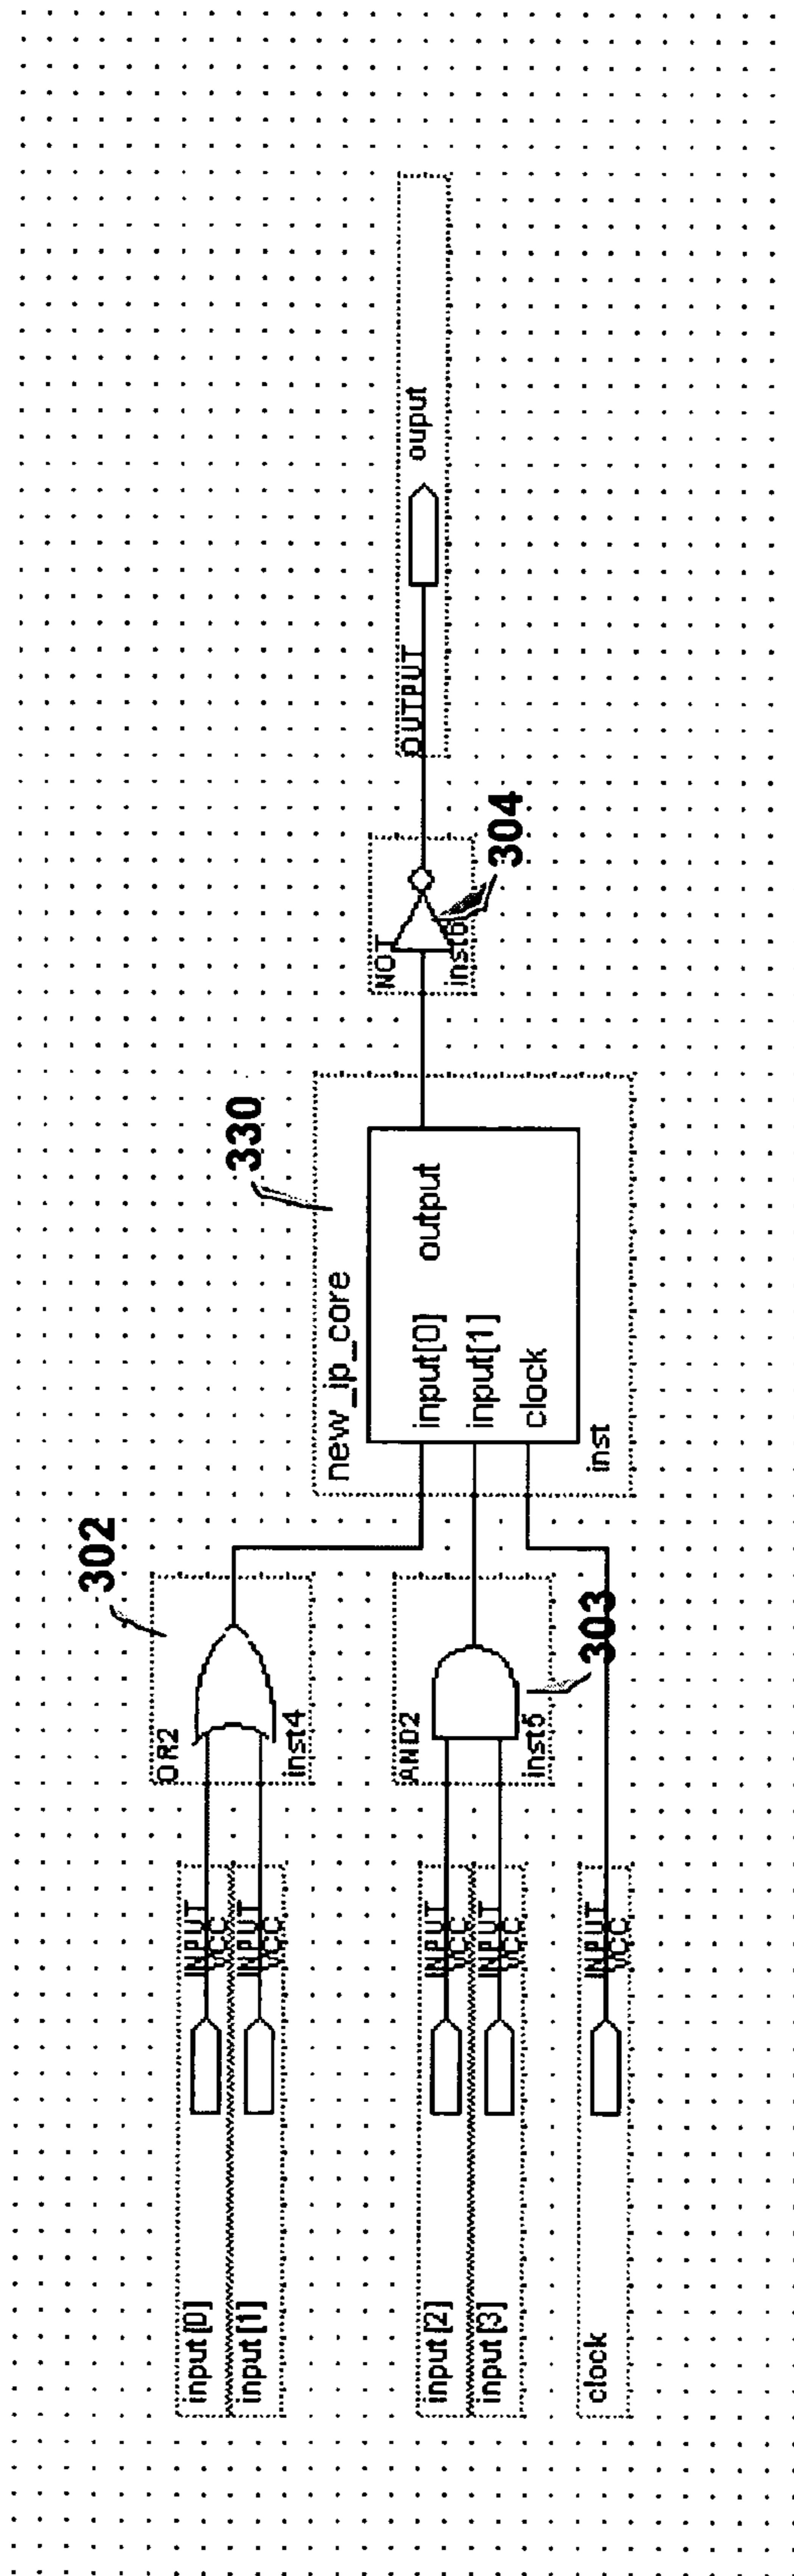 input[0]
INPUT
VCC
input[1]
INPUT
VCC
OR2
inst4
302
input[2]
INPUT
VCC
input[3]
INPUT
VCC
AND2
inst5
303
clock
INPUT
VCC
new_ip_core
330
input[0]
output
input[1]
clock
inst
NOT
inst6
304
OUTPUT
ouput